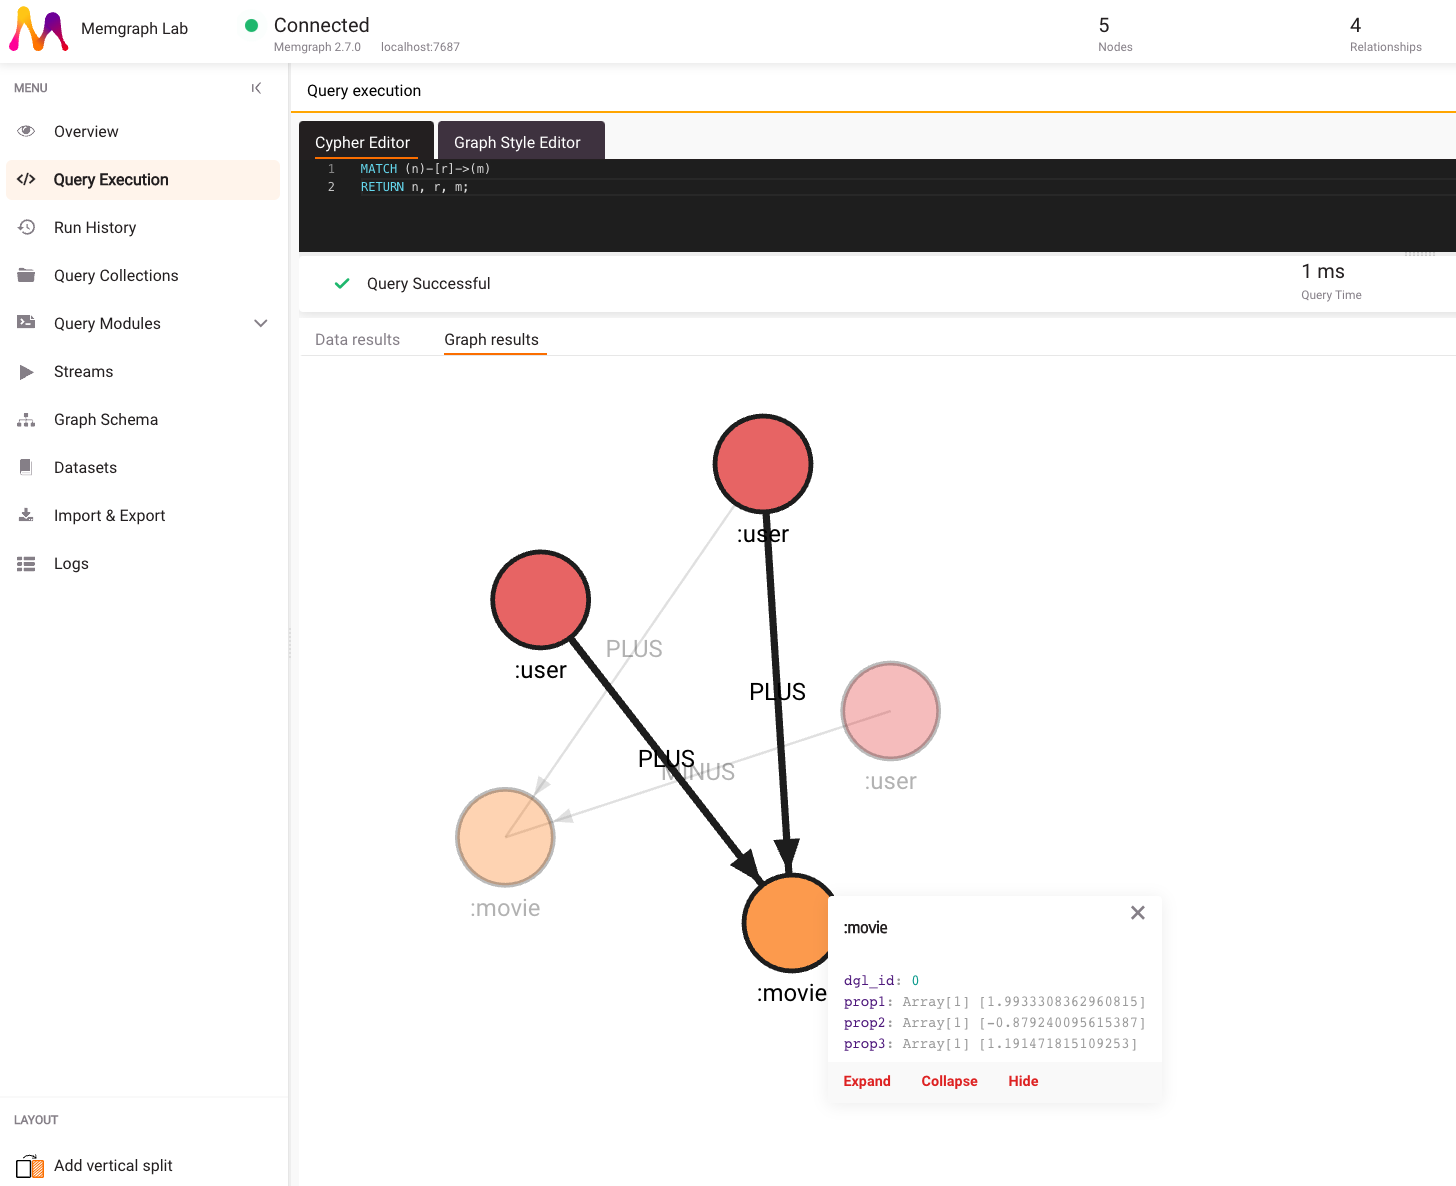 Memgraph Lab
Connected
Memgraph 2.7.0 localhost:7687
5
Nodes
4
Relationships
MENU
Overview
Query Execution
Run History
Query Collections
Query Modules
Streams
Graph Schema
Datasets
Import & Export
Logs
LAYOUT
Add vertical split
Query execution
Cypher Editor Graph Style Editor
1 MATCH (n)-[r]->(m)
2 RETURN n, r, m;
Query Successful
1 ms
Query Time
Data results Graph results
:user
PLUS
:user
PLUS
PLUS
MINUS
:user
:movie
:movie
:movie
dgl_id: 0
prop1: Array[1] [1.9933308362960815]
prop2: Array[1] [-0.879240095615387]
prop3: Array[1] [1.191471815109253]
Expand Collapse Hide